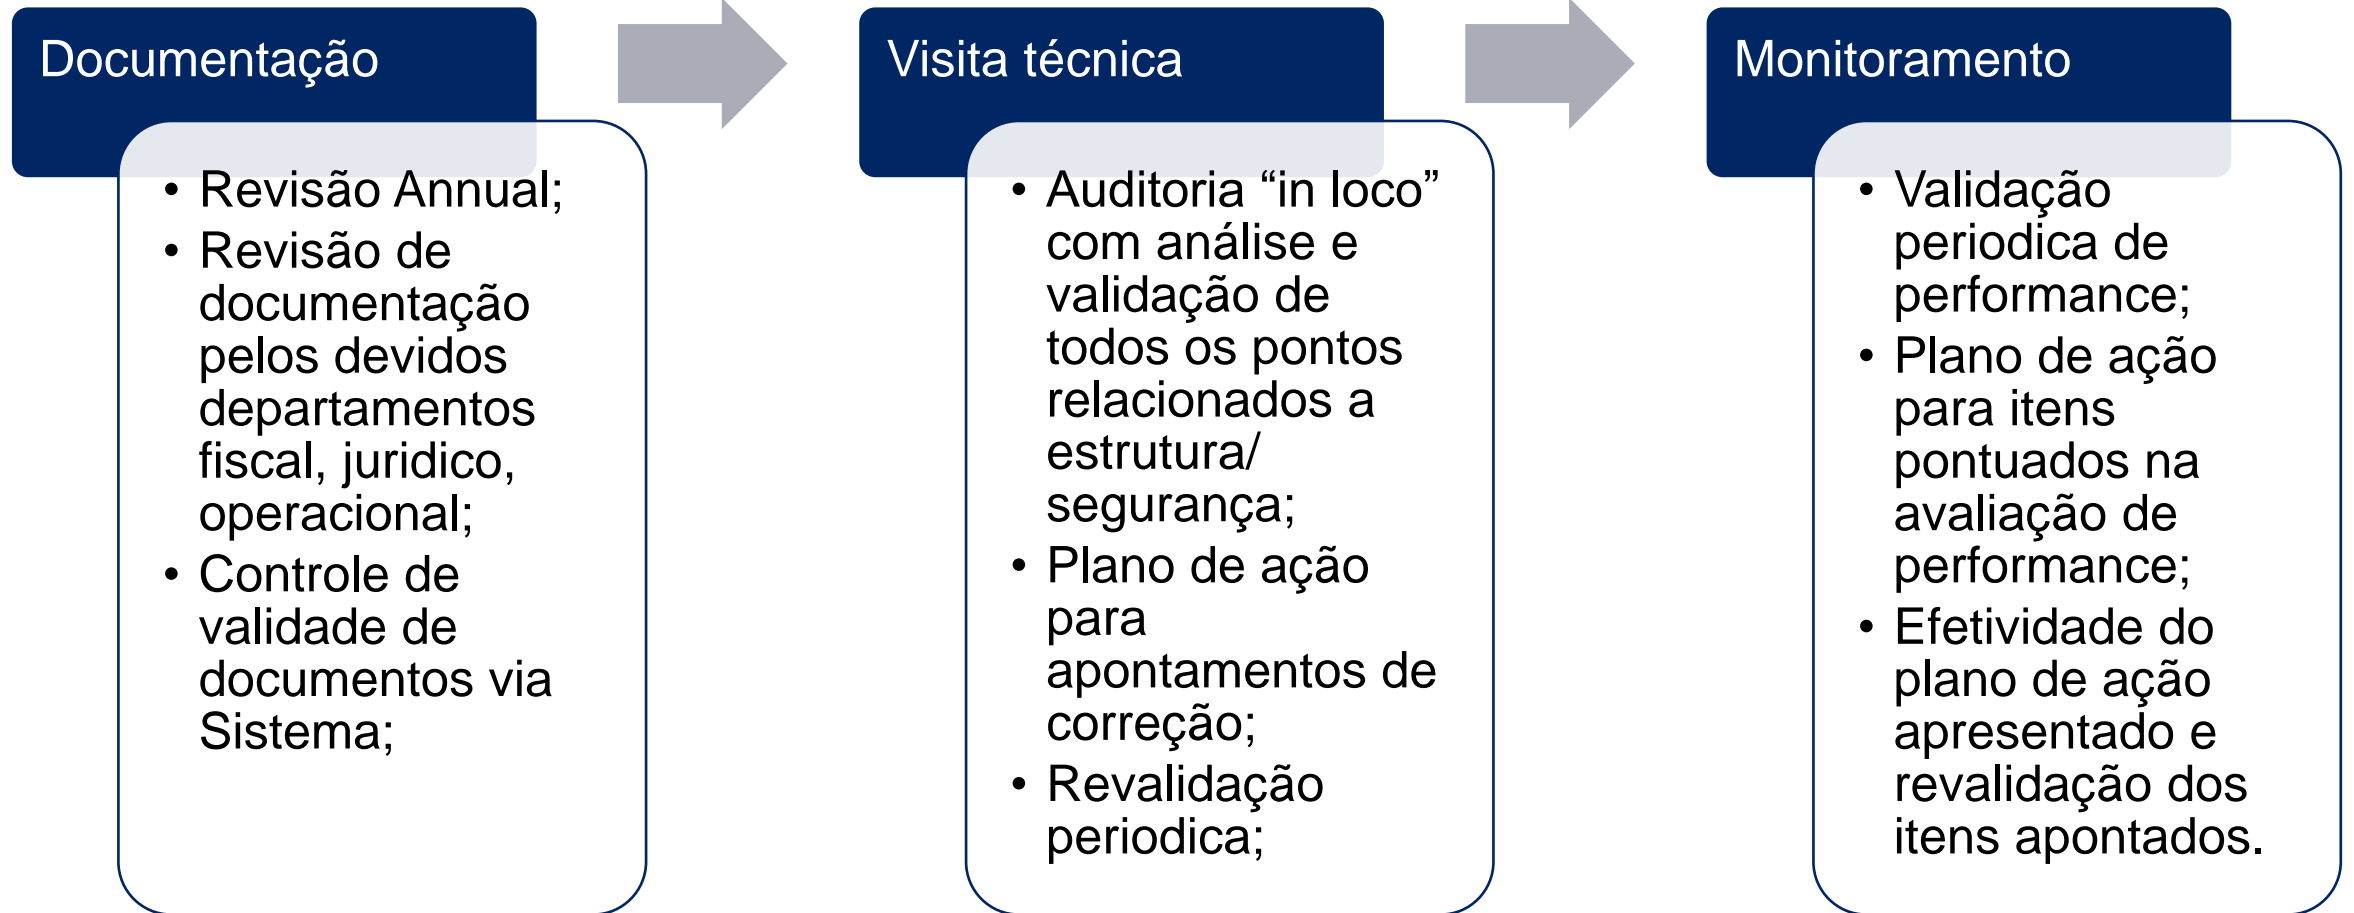 Documentação
• Revisão Annual;
• Revisão de
documentação
pelos devidos
departamentos
fiscal, juridico,
operacional;
• Controle de
validade de
documentos via
Sistema;
Visita técnica
• Auditoria “in loco”
com análise e
validação de
todos os pontos
relacionados a
estrutura/
segurança;
• Plano de ação
para
apontamentos de
correção;
• Revalidação
periodica;
Monitoramento
• Validação
periodica de
performance;
• Plano de ação
para itens
pontuados na
avaliação de
performance;
• Efetividade do
plano de ação
apresentado e
revalidação dos
itens apontados.